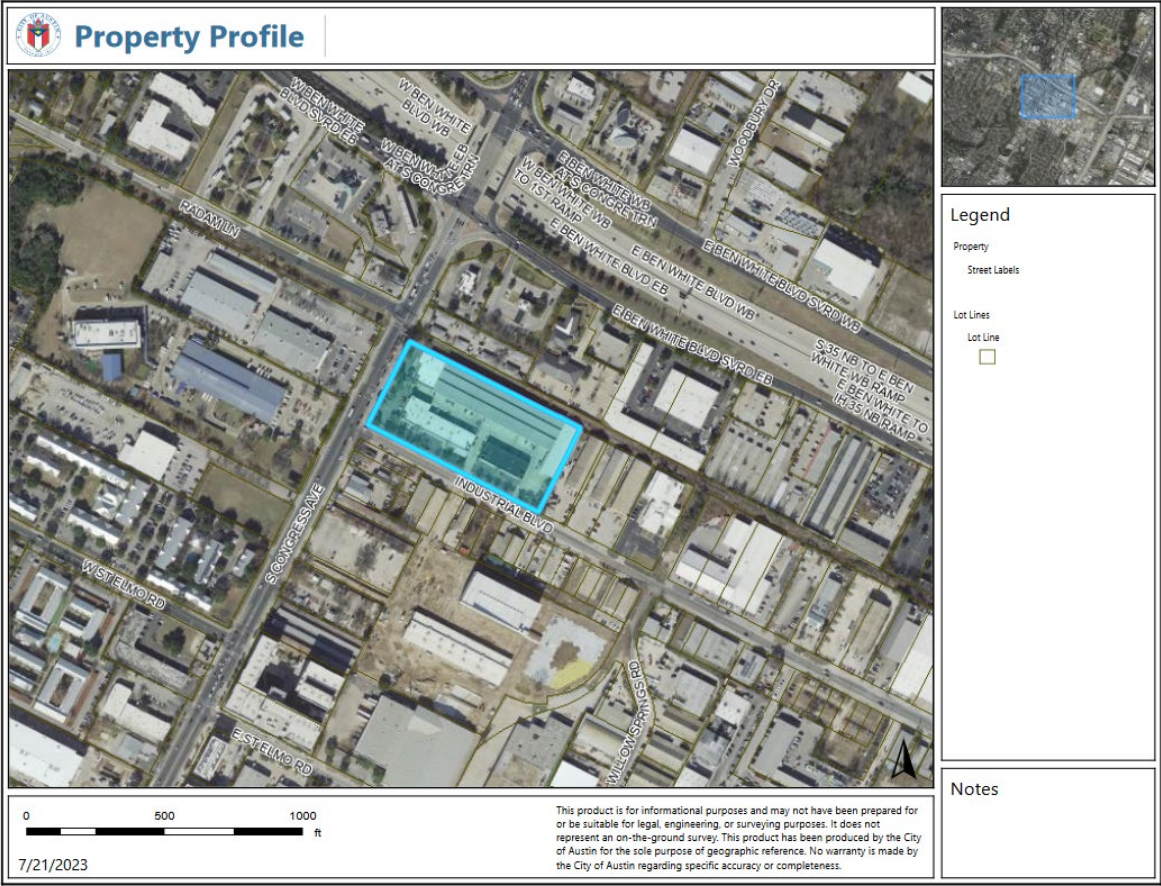 CITY OF AUSTIN
Property Profile
W BEN WHITE
BLVD SVRD EB
W BEN WHITE
BLVD WB
W BEN WHITE
AT S CONGRE
TRN
WOODBURY DR
E BEN WHITE WB
AT S CONGRE TRN
W BEN WHITE WB
TO 1ST RAMP
E BEN WHITE BLVD EB
E BEN WHITE BLVD WB
E BEN WHITE BLVD SVRD WB
RADAM LN
E BEN WHITE BLVD SVRD EB
S 35 NB TO E BEN
WHITE WB RAMP
E BEN WHITE TO
IH 35 NB RAMP
INDUSTRIAL BLVD
S CONGRESS AVE
W ST ELMO RD
E ST ELMO RD
WILLOW SPRINGS RD
Legend
Property
Street Labels
Lot Lines
Lot Line
Notes
0 500 1000
ft
7/21/2023
This product is for informational purposes and may not have been prepared for
or be suitable for legal, engineering, or surveying purposes. It does not
represent an on-the-ground survey. This product has been produced by the City
of Austin for the sole purpose of geographic reference. No warranty is made by
the City of Austin regarding specific accuracy or completeness.